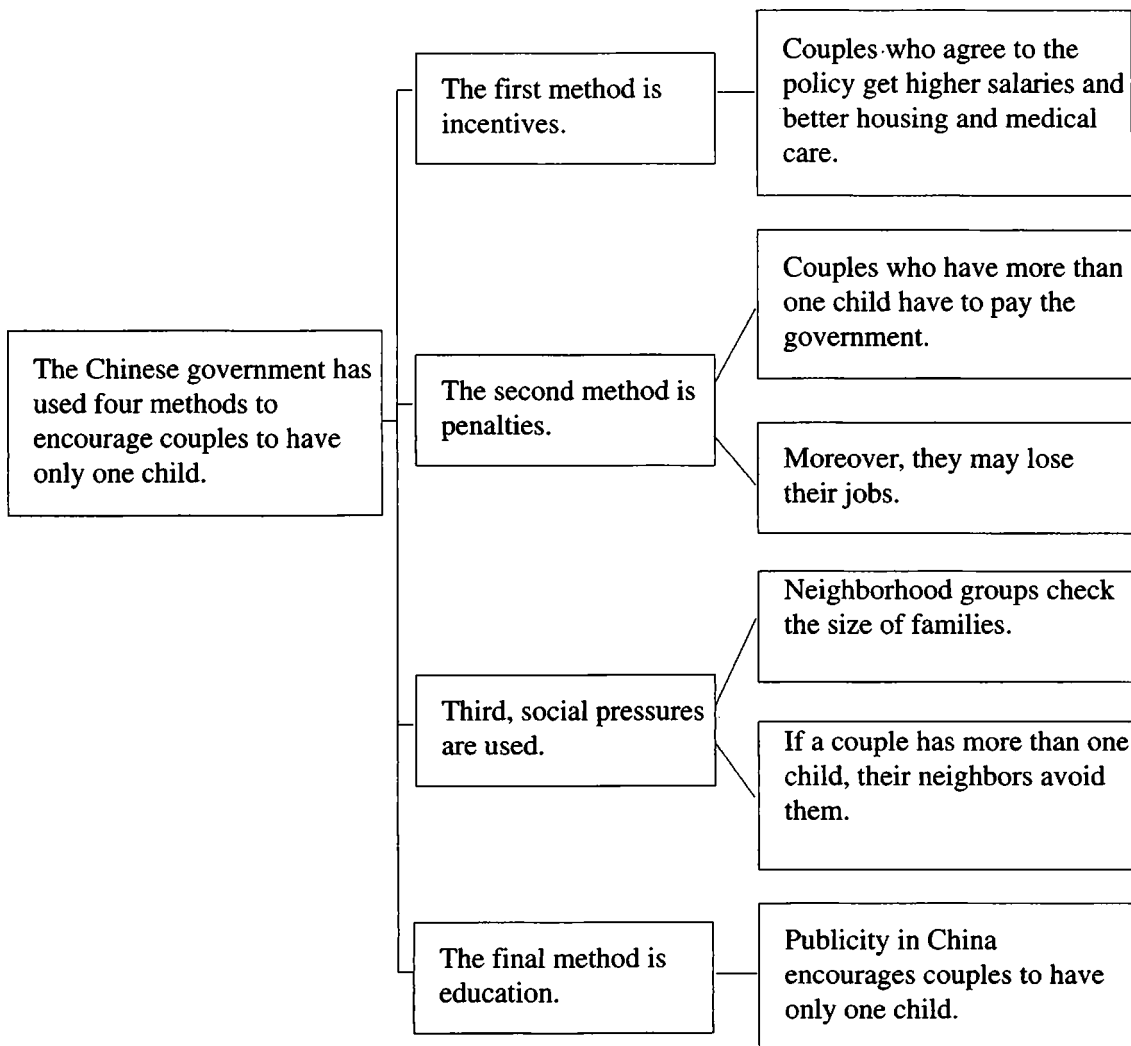 The Chinese government has
used four methods to
encourage couples to have
only one child.
The first method is
incentives.
Couples who agree to the
policy get higher salaries and
better housing and medical
care.
The second method is
penalties.
Couples who have more than
one child have to pay the
government.
Moreover, they may lose
their jobs.
Third, social pressures
are used.
Neighborhood groups check
the size of families.
If a couple has more than one
child, their neighbors avoid
them.
The final method is
education.
Publicity in China
encourages couples to have
only one child.